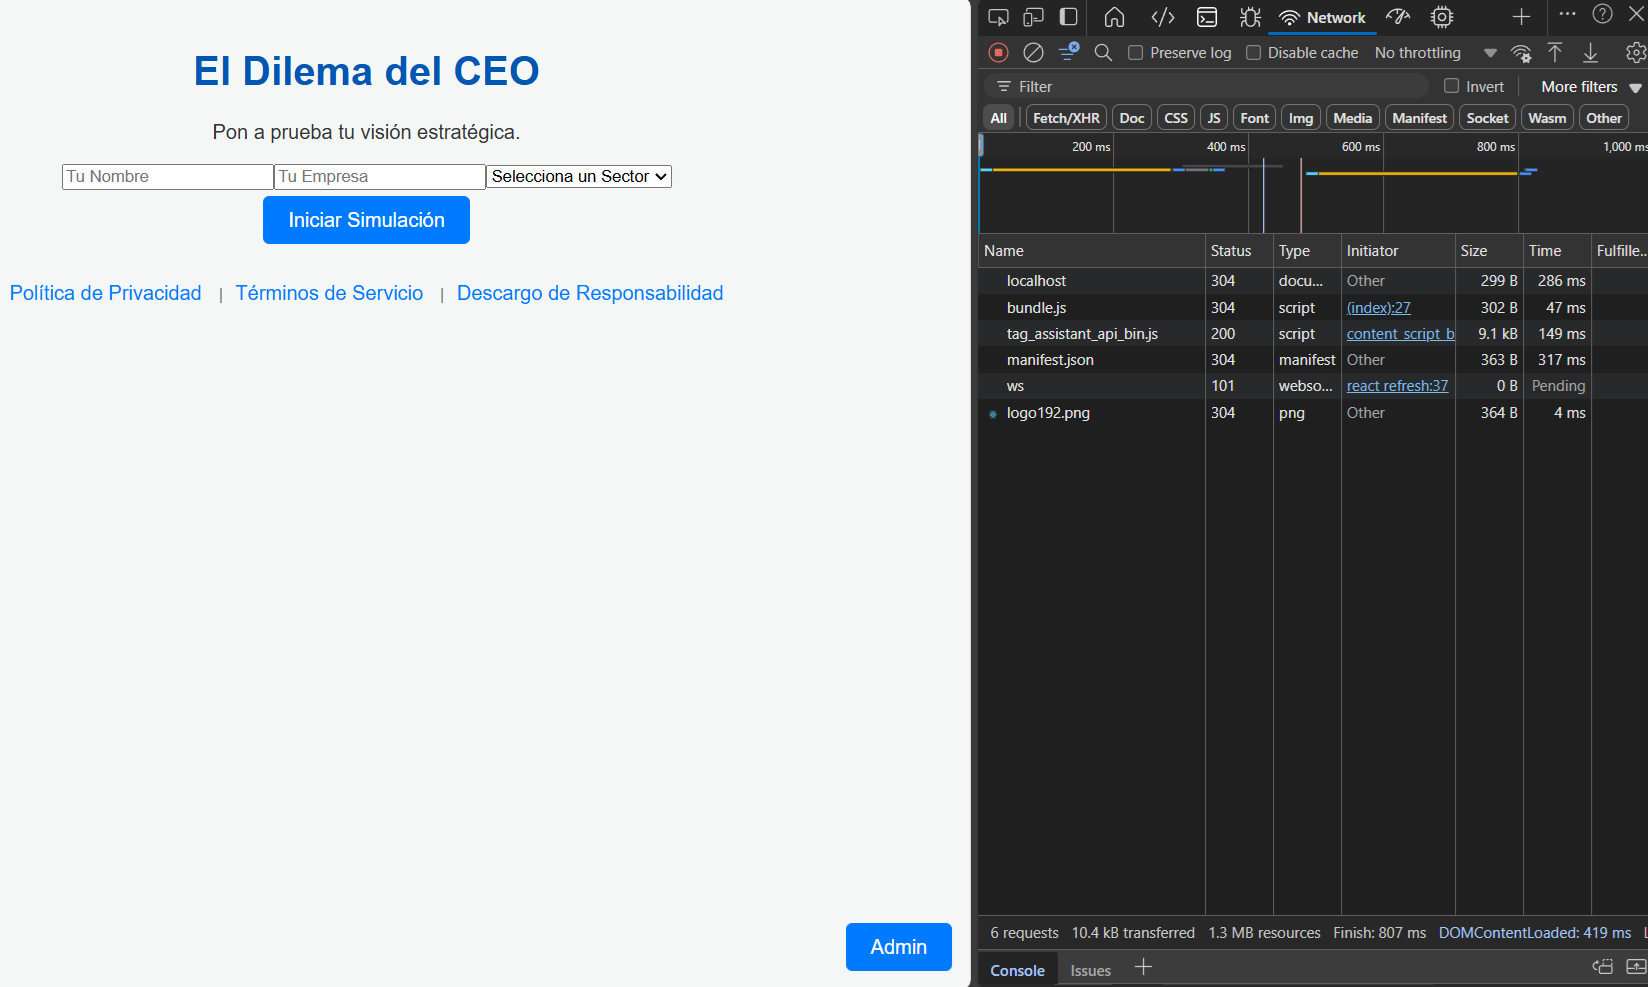 El Dilema del CEO
Pon a prueba tu visión estratégica.
Tu Nombre Tu Empresa Selecciona un Sector
Iniciar Simulación
Política de Privacidad | Términos de Servicio | Descargo de Responsabilidad
Admin
Network
Preserve log Disable cache No throttling
Filter Invert More filters
All Fetch/XHR Doc CSS JS Font Img Media Manifest Socket Wasm Other
200 ms 400 ms 600 ms 800 ms 1,000 ms
Name Status Type Initiator Size Time Fulfille..
localhost 304 docu... Other 299 B 286 ms
bundle.js 304 script (index):27 302 B 47 ms
tag_assistant_api_bin.js 200 script content_script_b 9.1 kB 149 ms
manifest.json 304 manifest Other 363 B 317 ms
ws 101 webso... react refresh:37 0 B Pending
logo192.png 304 png Other 364 B 4 ms
6 requests 10.4 kB transferred 1.3 MB resources Finish: 807 ms DOMContentLoaded: 419 ms L
Console Issues